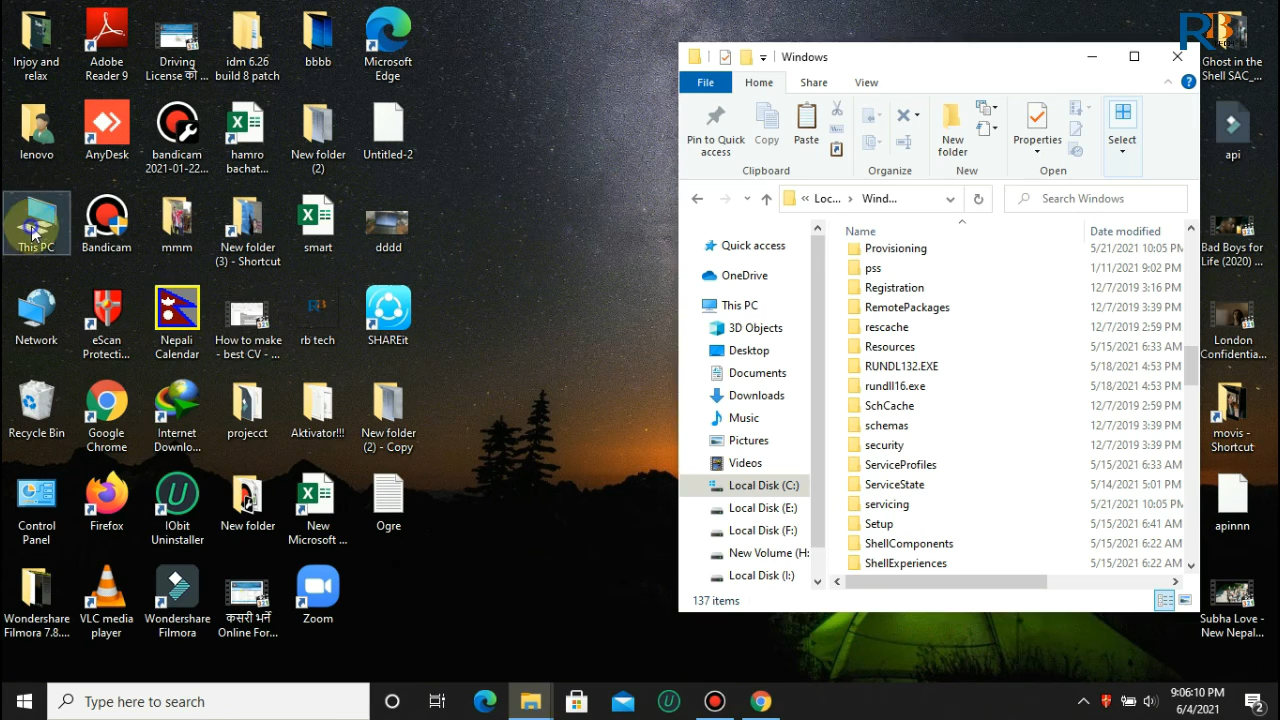 Injoy and
relax
Adobe
Reader 9
Driving
License को ...
idm 6.26
build 8 patch
bbbb
Microsoft
Edge
lenovo
AnyDesk
bandicam
2021-01-22...
hamro
bachat...
New folder
(2)
Untitled-2
This PC
Bandicam
mmm
New folder
(3) - Shortcut
smart
dddd
Network
eScan
Protecti...
Nepali
Calendar
How to make
- best CV - ...
rb tech
SHAREit
Recycle Bin
Google
Chrome
Internet
Downlo...
projecct
Aktivator!!!
New folder
(2) - Copy
Control
Panel
Firefox
IObit
Uninstaller
New folder
New
Microsoft ...
Ogre
Wondershare
Filmora 7.8....
VLC media
player
Wondershare
Filmora
कसरी भर्ने
Online For...
Zoom
Windows
File
Home
Share
View
Pin to Quick
access
Copy
Paste
New
folder
Properties
Select
Clipboard
Organize
New
Open
« Loc... › Wind...
Search Windows
Quick access
OneDrive
This PC
3D Objects
Desktop
Documents
Downloads
Music
Pictures
Videos
Local Disk (C:)
Local Disk (E:)
Local Disk (F:)
New Volume (H:
Local Disk (I:)
Name Date modified
Provisioning 5/21/2021 10:05 PM
pss 1/11/2021 9:02 PM
Registration 12/7/2019 3:16 PM
RemotePackages 12/7/2019 3:39 PM
rescache 12/7/2019 2:59 PM
Resources 5/15/2021 6:33 AM
RUNDL132.EXE 5/18/2021 4:53 PM
rundll16.exe 5/18/2021 4:53 PM
SchCache 12/7/2019 2:59 PM
schemas 12/7/2019 3:39 PM
security 12/7/2019 3:39 PM
ServiceProfiles 5/15/2021 6:33 AM
ServiceState 5/14/2021 5:01 PM
servicing 5/21/2021 10:05 PM
Setup 5/15/2021 6:41 AM
ShellComponents 5/15/2021 6:22 AM
ShellExperiences 5/15/2021 6:22 AM
137 items
RB
Ghost in the
Shell SAC_...
api
Bad Boys for
Life (2020) ...
London
Confidentia...
movis -
Shortcut
apinnn
Subha Love -
New Nepal...
Type here to search
9:06:10 PM
6/4/2021
2